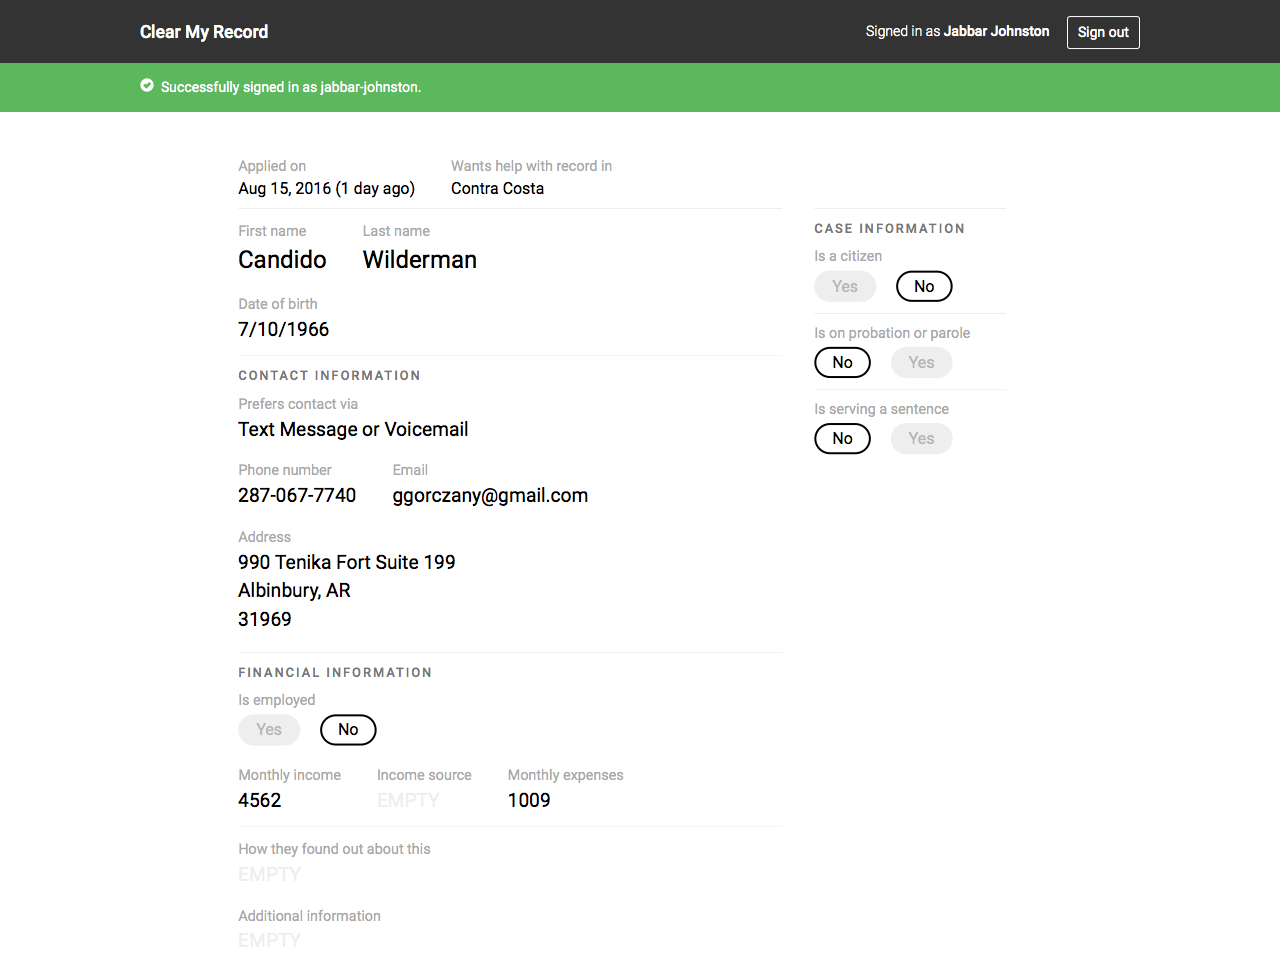 Clear My Record
Signed in as Jabbar Johnston
Sign out
Successfully signed in as jabbar-johnston.
Applied on
Aug 15, 2016 (1 day ago)
Wants help with record in
Contra Costa
First name
Candido
Last name
Wilderman
Date of birth
7/10/1966
CONTACT INFORMATION
Prefers contact via
Text Message or Voicemail
Phone number
287-067-7740
Email
ggorczany@gmail.com
Address
990 Tenika Fort Suite 199
Albinbury, AR
31969
FINANCIAL INFORMATION
Is employed
Yes No
Monthly income
4562
Income source
EMPTY
Monthly expenses
1009
How they found out about this
EMPTY
Additional information
EMPTY
CASE INFORMATION
Is a citizen
Yes No
Is on probation or parole
No Yes
Is serving a sentence
No Yes